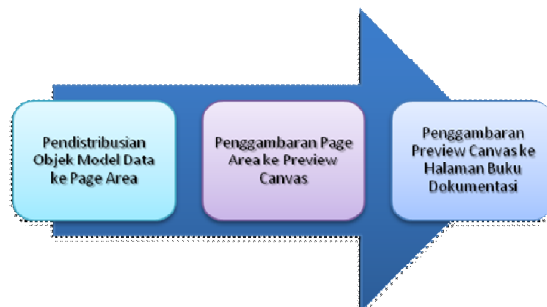 Pendistribusian
Objek Model Data
ke Page Area
Penggambaran Page
Area ke Preview
Canvas
Penggambaran
Preview Canvas ke
Halaman Buku
Dokumentasi